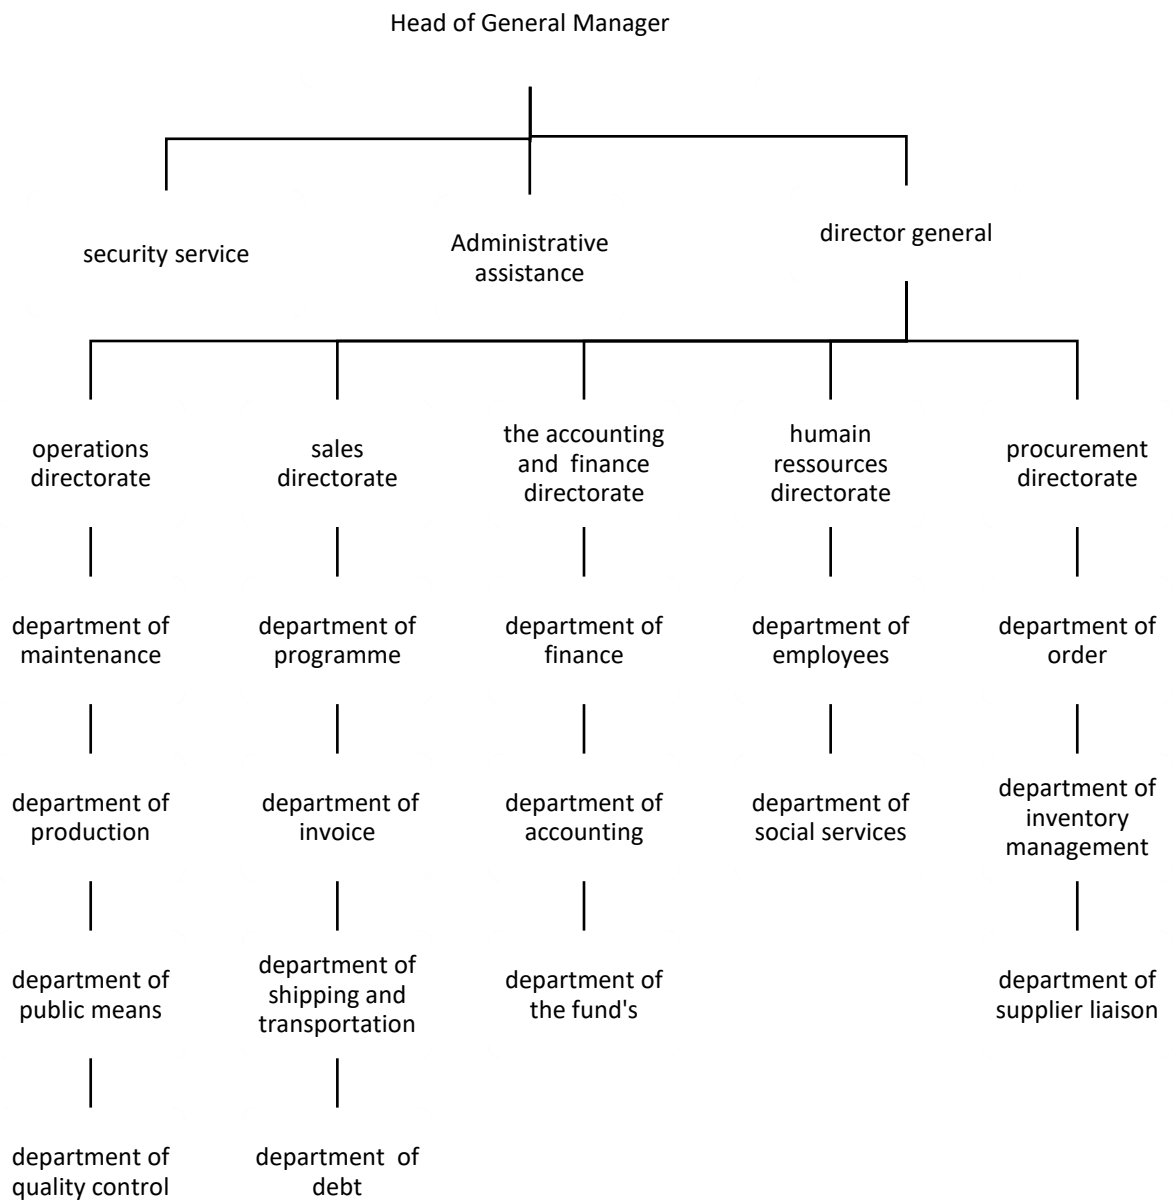 Head of General Manager
security service
Administrative
assistance
director general
operations
directorate
sales
directorate
the accounting
and  finance
directorate
humain
ressources
directorate
procurement
directorate
department of
maintenance
department of
programme
department of
finance
department of
employees
department of
order
department of
production
department of
invoice
department of
accounting
department of
social services
department of
inventory
management
department of
public means
department of
shipping and
transportation
department of
the fund's
department of
supplier liaison
department of
quality control
department  of
debt